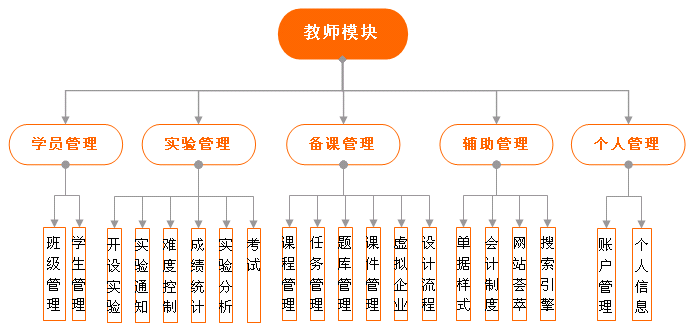 教师模块
学员管理
实验管理
备课管理
辅助管理
个人管理
班级管理
学生管理
开设实验
实验通知
难度控制
成绩统计
实验分析
考试
课程管理
任务管理
题库管理
课件管理
虚拟企业
设计流程
单据样式
会计制度
网站荟萃
搜索引擎
账户管理
个人信息